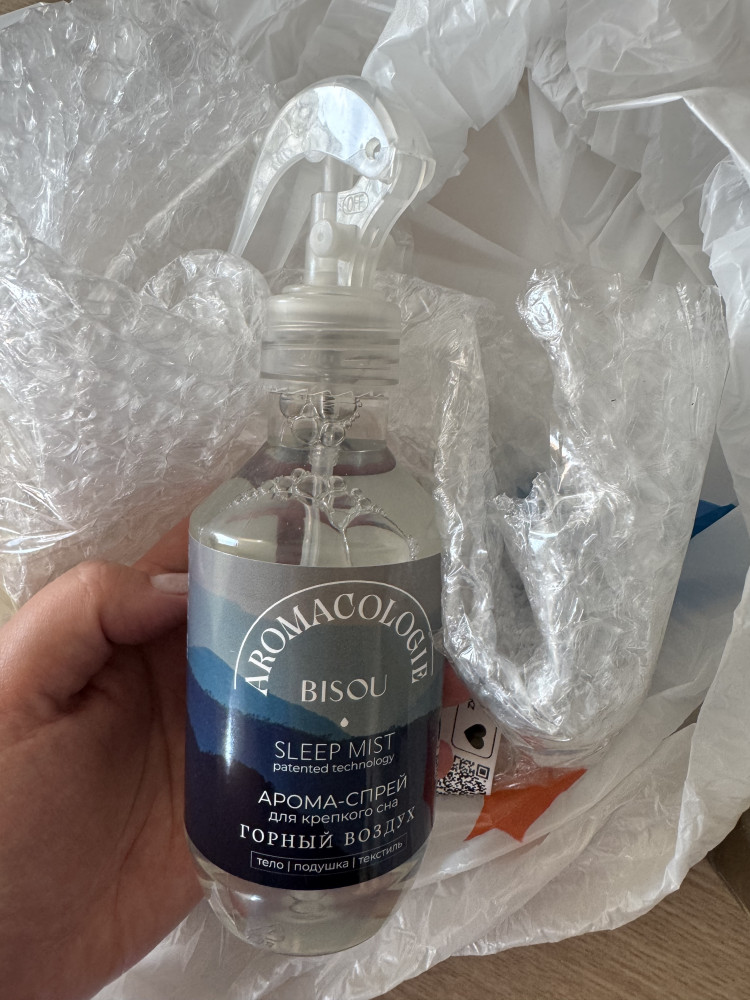 OFF
AROMACOLOGIE
BISOU
SLEEP MIST
patented technology
АРОМА-СПРЕЙ
для крепкого сна
ГОРНЫЙ ВОЗДУХ
тело | подушка | текстиль